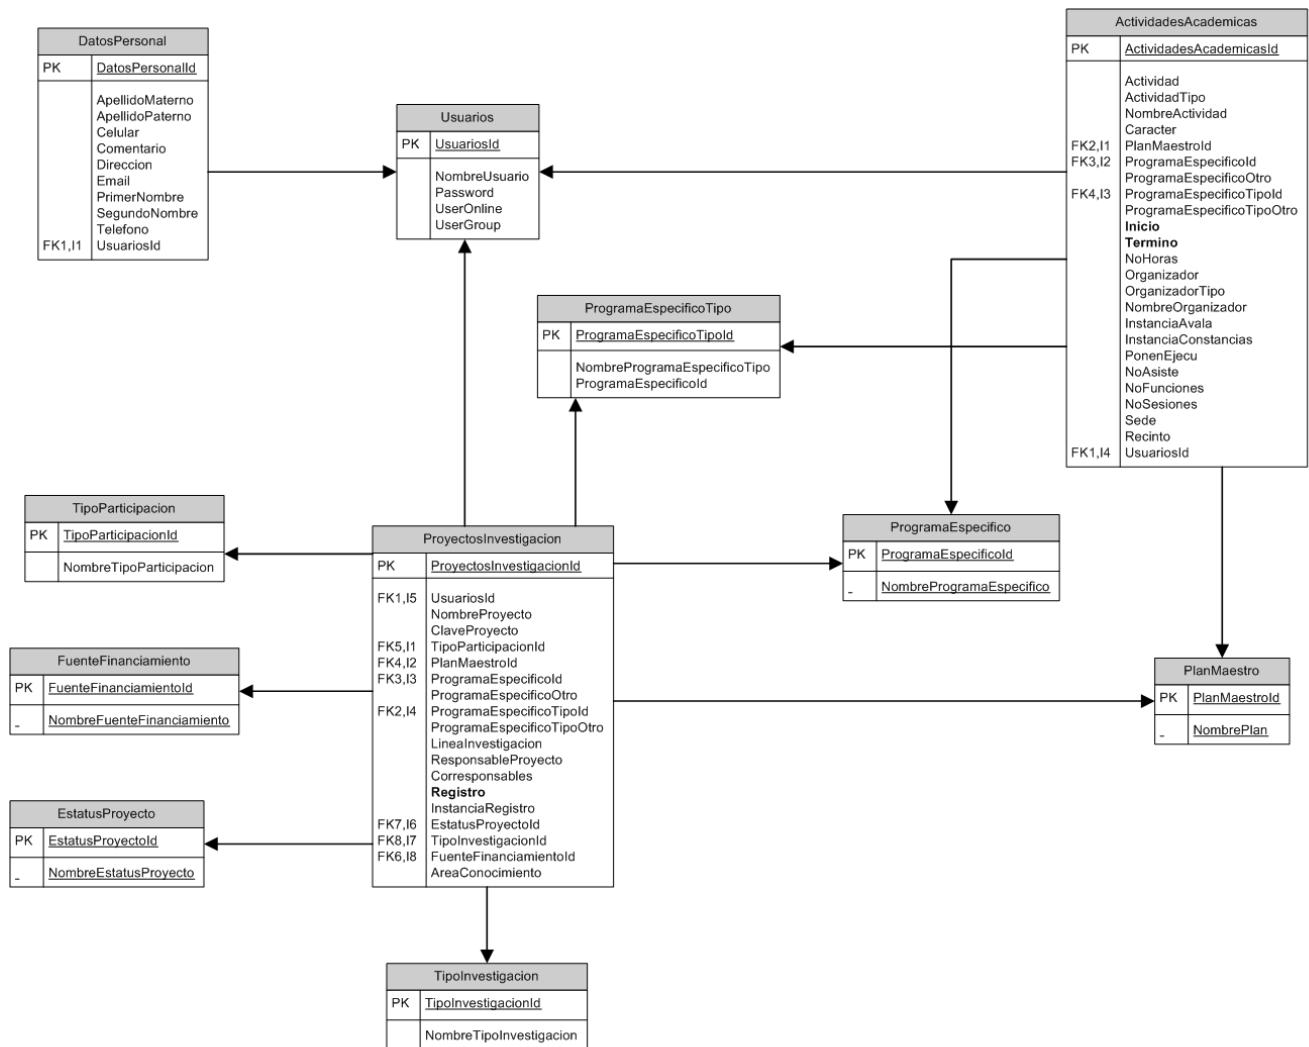 DatosPersonal
PK DatosPersonalId
ApellidoMaterno
ApellidoPaterno
Celular
Comentario
Direccion
Email
PrimerNombre
SegundoNombre
Telefono
FK1,I1 UsuariosId
Usuarios
PK UsuariosId
NombreUsuario
Password
UserOnline
UserGroup
ActividadesAcademicas
PK ActividadesAcademicasId
Actividad
ActividadTipo
NombreActividad
Caracter
FK2,I1 PlanMaestroId
FK3,I2 ProgramaEspecificoId
ProgramaEspecificoOtro
FK4,I3 ProgramaEspecificoTipoId
ProgramaEspecificoTipoOtro
Inicio
Termino
NoHoras
Organizador
OrganizadorTipo
NombreOrganizador
InstanciaAvala
InstanciaConstancias
PonenEjecu
NoAsiste
NoFunciones
NoSesiones
Sede
Recinto
FK1,I4 UsuariosId
ProgramaEspecificoTipo
PK ProgramaEspecificoTipoId
NombreProgramaEspecificoTipo
ProgramaEspecificoId
TipoParticipacion
PK TipoParticipacionId
NombreTipoParticipacion
ProyectosInvestigacion
PK ProyectosInvestigacionId
FK1,I5 UsuariosId
NombreProyecto
ClaveProyecto
FK5,I1 TipoParticipacionId
FK4,I2 PlanMaestroId
FK3,I3 ProgramaEspecificoId
ProgramaEspecificoOtro
FK2,I4 ProgramaEspecificoTipoId
ProgramaEspecificoTipoOtro
LineaInvestigacion
ResponsableProyecto
Corresponsables
Registro
InstanciaRegistro
FK7,I6 EstatusProyectoId
FK8,I7 TipoInvestigacionId
FK6,I8 FuenteFinanciamientoId
AreaConocimiento
ProgramaEspecifico
PK ProgramaEspecificoId
_ NombreProgramaEspecifico
FuenteFinanciamiento
PK FuenteFinanciamientoId
_ NombreFuenteFinanciamiento
PlanMaestro
PK PlanMaestroId
_ NombrePlan
EstatusProyecto
PK EstatusProyectoId
_ NombreEstatusProyecto
TipoInvestigacion
PK TipoInvestigacionId
NombreTipoInvestigacion